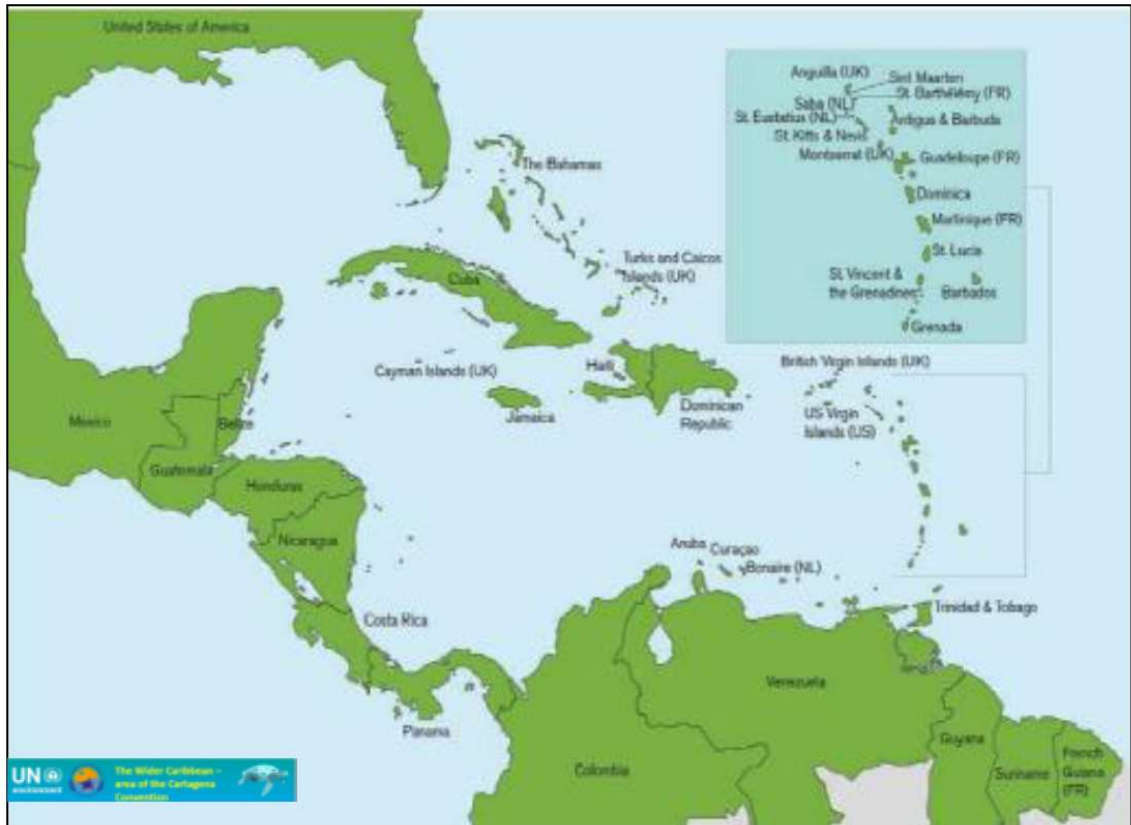 United States of America
Anguilla (UK)
Sint Maarten
St. Barthélémy (FR)
Saba (NL)
St. Eustatius (NL)
Antigua & Barbuda
St. Kitts & Nevis
Montserrat (UK)
Guadeloupe (FR)
The Bahamas
Dominica
Martinique (FR)
St. Lucia
Turks and Caicos
Islands (UK)
Cuba
St. Vincent &
the Grenadines
Barbados
Grenada
British Virgin Islands (UK)
Cayman Islands (UK)
Haiti
Jamaica
Dominican
Republic
US Virgin
Islands (US)
Mexico
Belize
Guatemala
Honduras
Nicaragua
Aruba
Curaçao
Bonaire (NL)
Trinidad & Tobago
Costa Rica
Venezuela
Panama
Guyana
Colombia
Suriname
French
Guiana
(FR)
UN
environment
The Wider Caribbean –
area of the Cartagena
Convention